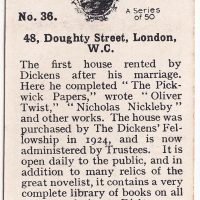 No. 36.
A Series
of 50
48, Doughty Street, London,
W.C.
The first house rented by
Dickens after his marriage.
Here he completed "The Pick-
wick Papers," wrote "Oliver
Twist," "Nicholas Nickleby"
and other works. The house was
purchased by The Dickens' Fel-
lowship in 1924, and is now
administered by Trustees. It is
open daily to the public, and in
addition to many relics of the
great novelist, it contains a very
complete library of books on all